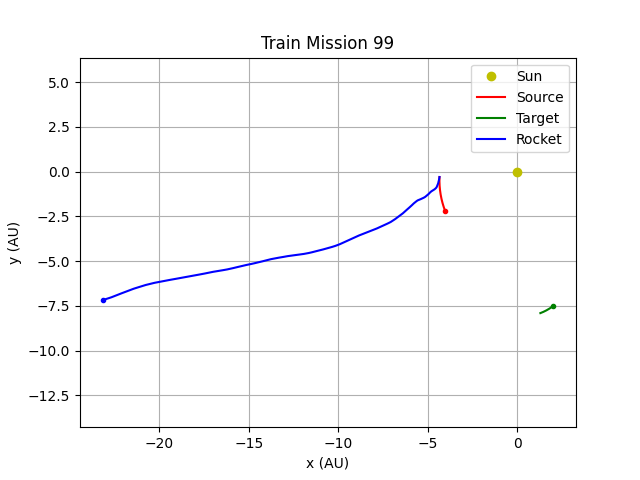 Train Mission 99
Sun
Source
Target
Rocket
5.0
2.5
0.0
−2.5
−5.0
−7.5
−10.0
−12.5
y (AU)
−20
−15
−10
−5
0
x (AU)